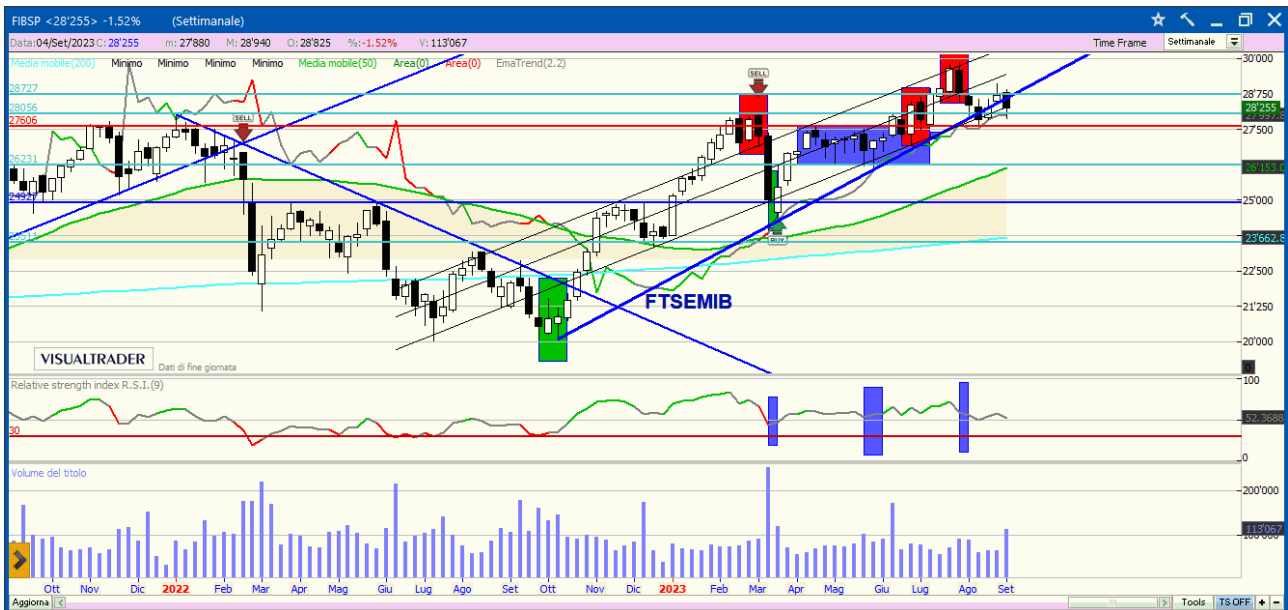 FIBSP <28'255> -1.52% (Settimanale)
Data:04/Set/2023 C: 28'255 m: 27'880 M: 28'940 O: 28'825 %:-1.52% V: 113'067 Time Frame Settimanale
Media mobile(200) Minimo Minimo Minimo Minimo Media mobile(50) Area(0) Area(0) EmaTrend(2.2)
30'000
SELL
28727
28'750
28056
28'255
SELL
27606
27'500
26231
26'153.0
24927
25'000
BUY
23'662.8
22'500
FTSEMIB
21'250
20'000
VISUALTRADER
Dati di fine giornata
0
Relative strength index R.S.I.(9)
100
52.3688
30
0
Volume del titolo
200'000
113'067
Ott Nov Dic 2022 Feb Mar Apr Mag Giu Lug Ago Set Ott Nov Dic 2023 Feb Mar Apr Mag Giu Lug Ago Set
Aggiorna Tools TS OFF + −